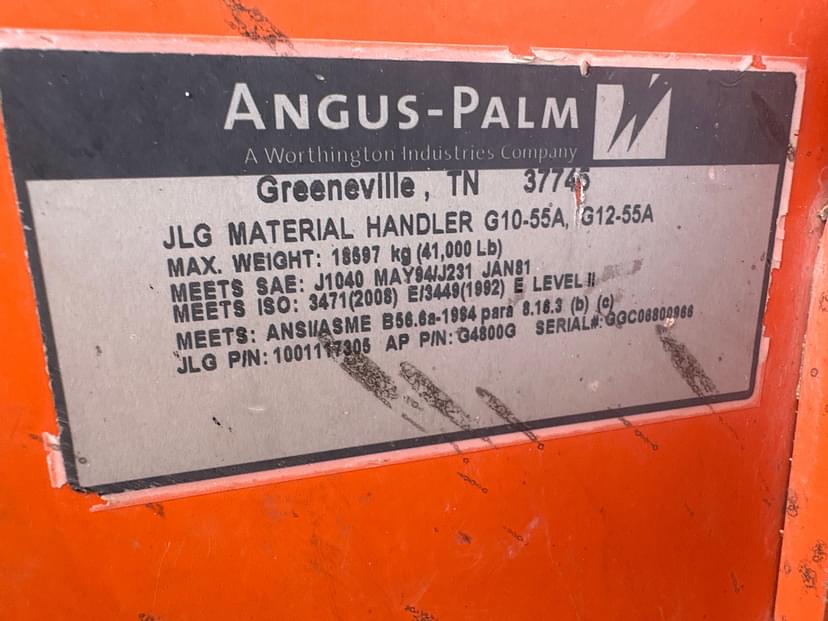 ANGUS-PALM
A Worthington Industries Company
Greeneville, TN 37745
JLG MATERIAL HANDLER G10-55A, G12-55A
MAX. WEIGHT: 18597 kg (41,000 Lb)
MEETS SAE: J1040 MAY94/J231 JAN81
MEETS ISO: 3471(2008) E/3449(1992) E LEVEL II
MEETS: ANSI/ASME B56.6a-1994 para 8.16.3 (b) (c)
JLG P/N: 1001117305 AP P/N: G4800G SERIAL#: GGC06800966